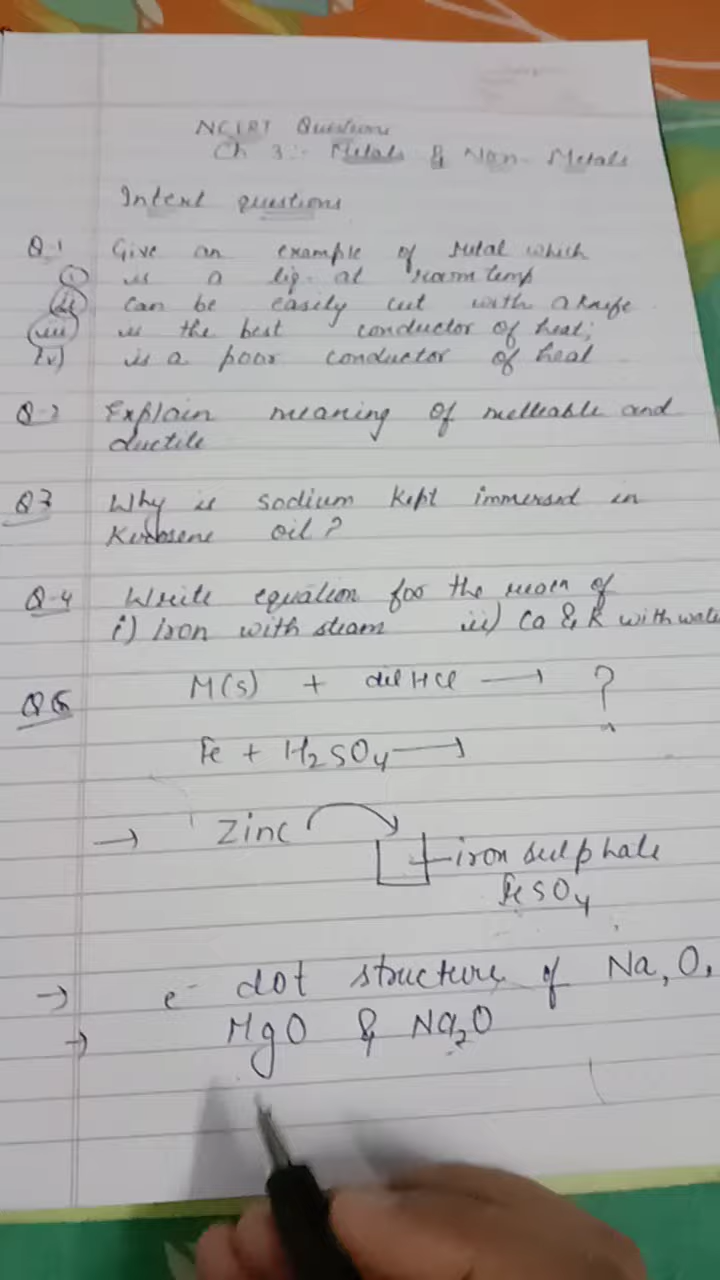 NCERT Questions
Ch 3:- Metals & Non-Metals
Intext questions
Q.1 Give an example of Metal which
(i) is a liq. at room temp
(ii) can be easily cut with a knife
(iii) is the best conductor of heat;
(iv) is a poor conductor of heat
Q.2 Explain meaning of melleable and
ductile
Q3 Why is sodium kept immersed in
Kerosene oil?
Q.4 Write equation for the reacn of
i) iron with steam ii) Ca & K with water
Q5 M(s) + dil HCl → ?
Fe + H₂SO₄ →
→ Zinc
iron sulphate
FeSO₄
→ e⁻ dot structure of Na, O,
→ MgO & Na₂O